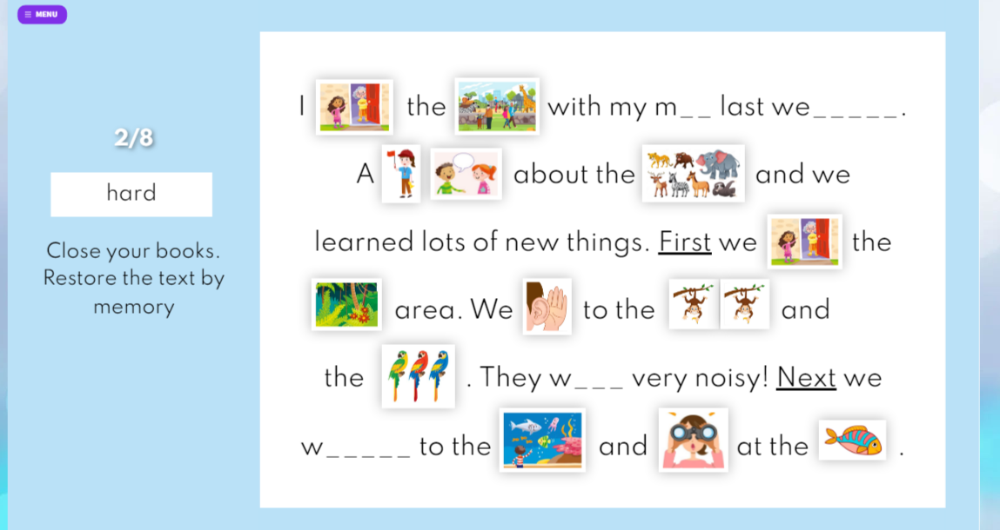 MENU
2/8
hard
Close your books.
Restore the text by
memory
I the with my m__ last we_____.
A about the and we
learned lots of new things. First we the
area. We to the and
the . They w___ very noisy! Next we
w_____ to the and at the .